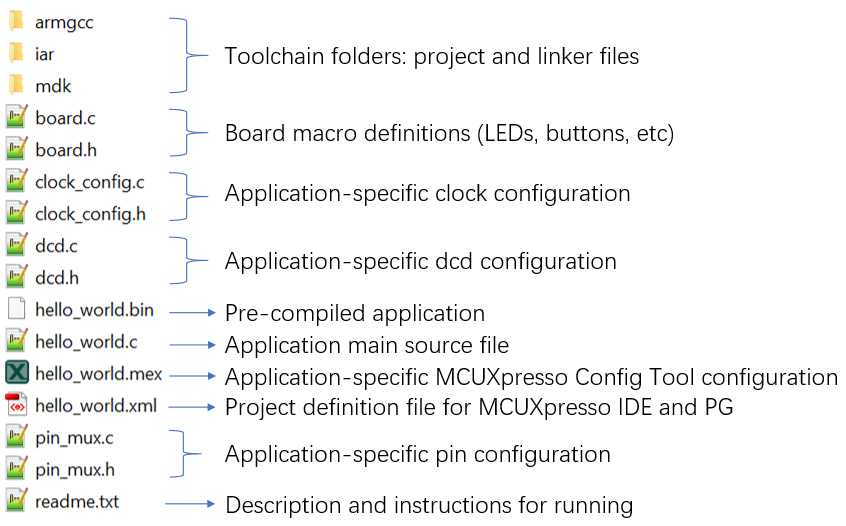 armgcc
iar
mdk
Toolchain folders: project and linker files
board.c
board.h
Board macro definitions (LEDs, buttons, etc)
clock_config.c
clock_config.h
Application-specific clock configuration
dcd.c
dcd.h
Application-specific dcd configuration
hello_world.bin
Pre-compiled application
hello_world.c
Application main source file
hello_world.mex
Application-specific MCUXpresso Config Tool configuration
hello_world.xml
Project definition file for MCUXpresso IDE and PG
pin_mux.c
pin_mux.h
Application-specific pin configuration
readme.txt
Description and instructions for running